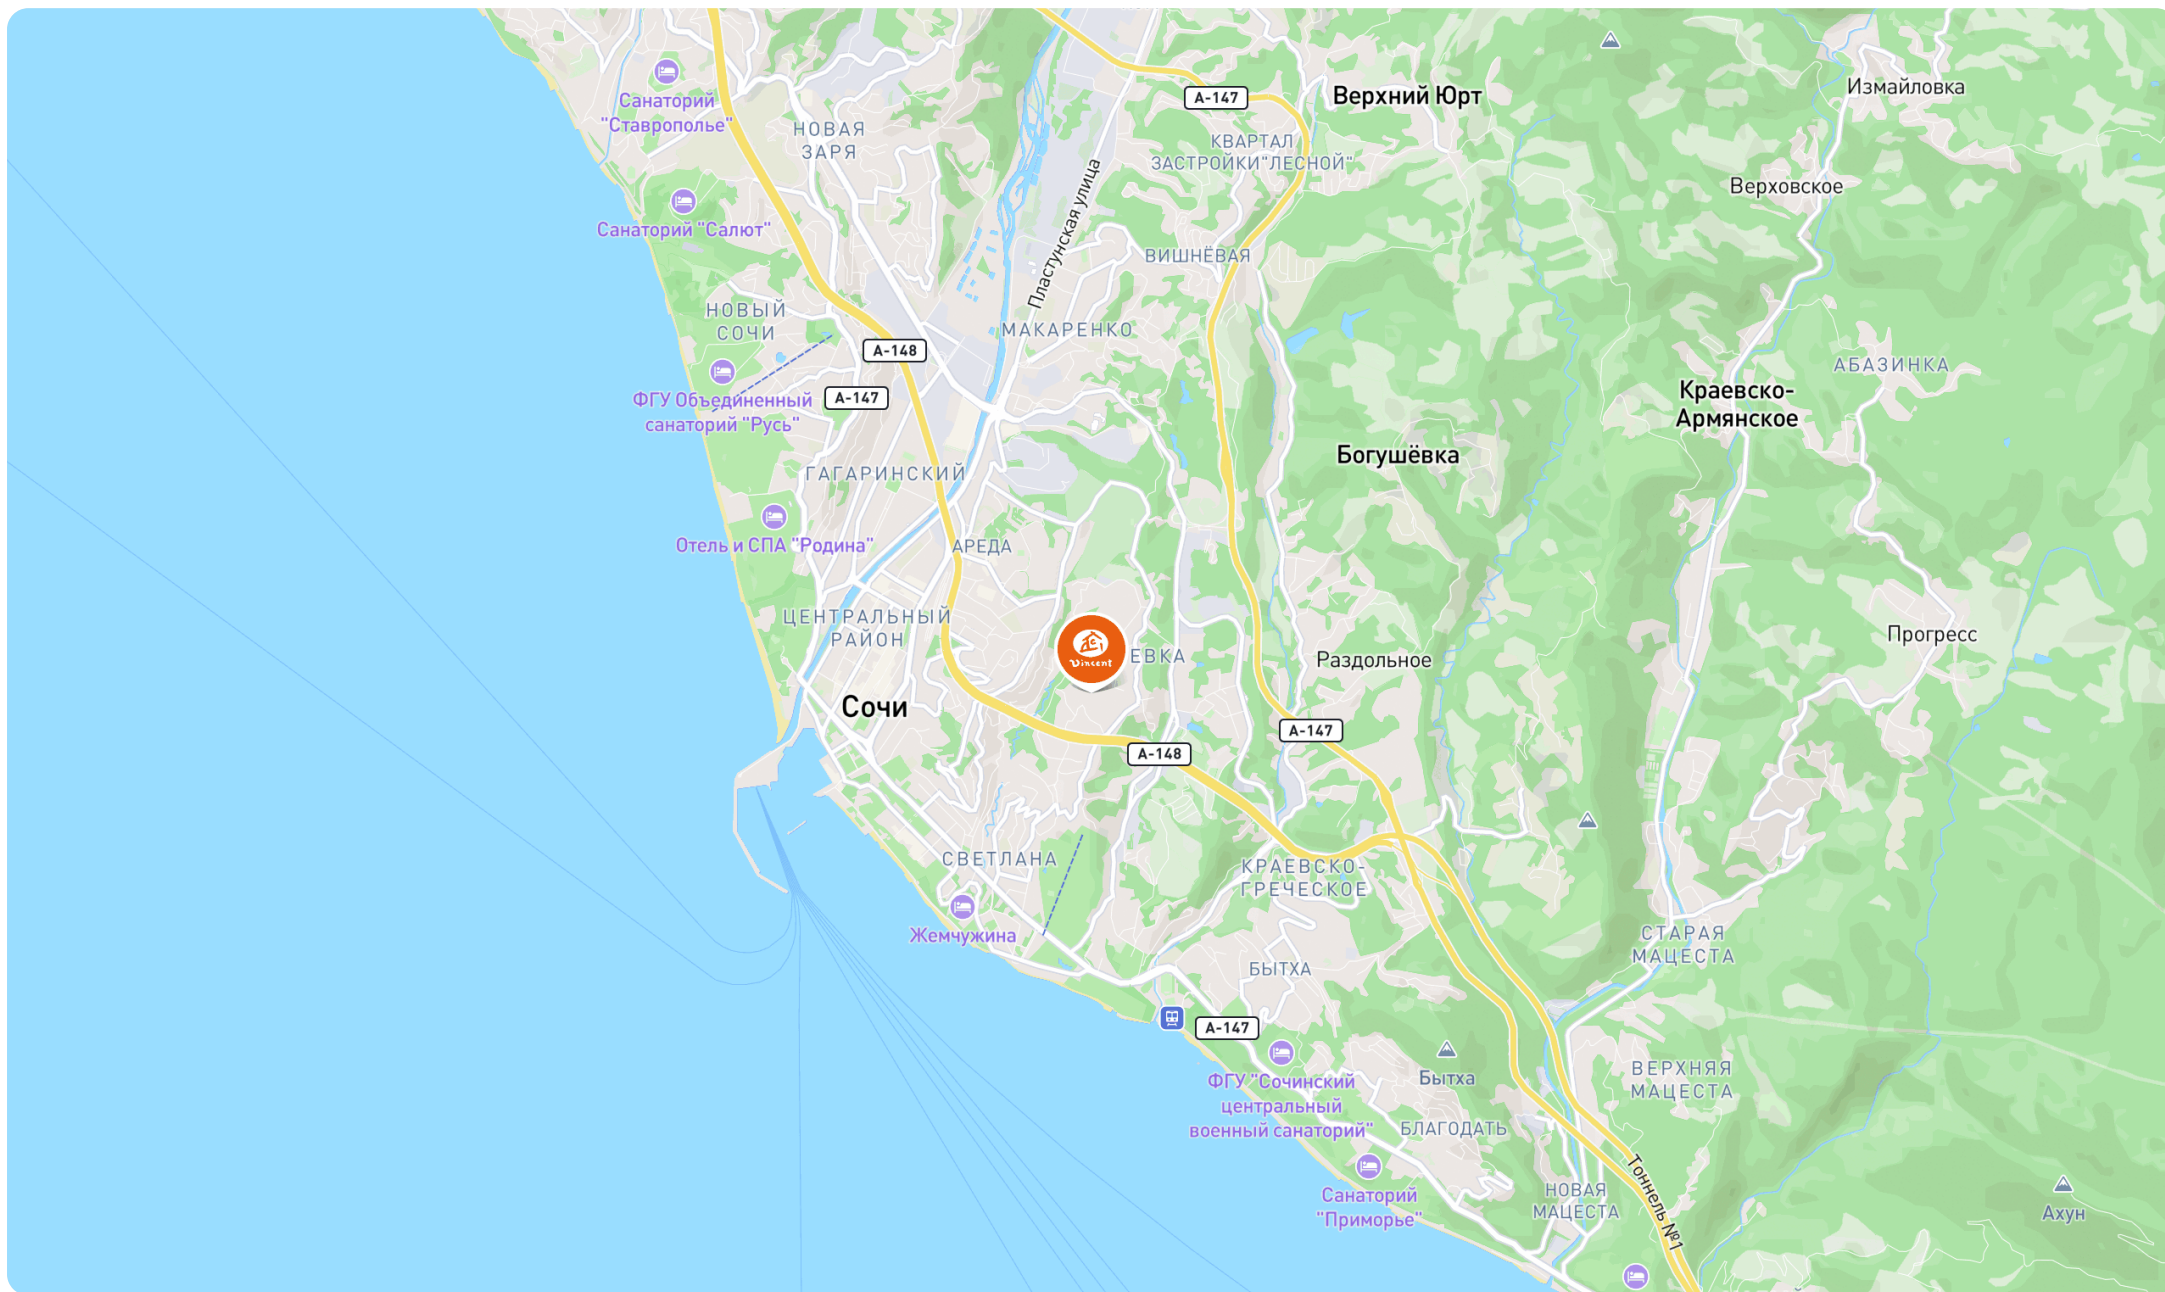 А-147
Верхний Юрт
Измайловка
Санаторий
"Ставрополье"
НОВАЯ
ЗАРЯ
КВАРТАЛ
ЗАСТРОЙКИ"ЛЕСНОЙ"
Верховское
Санаторий "Салют"
Пластунская улица
ВИШНЁВАЯ
НОВЫЙ
СОЧИ
МАКАРЕНКО
А-148
АБАЗИНКА
ФГУ Объединенный
санаторий "Русь"
А-147
Краевско-
Армянское
Богушёвка
ГАГАРИНСКИЙ
Отель и СПА "Родина"
АРЕДА
ЦЕНТРАЛЬНЫЙ
РАЙОН
Vincent
ЕВКА
Раздольное
Прогресс
Сочи
А-147
А-148
СВЕТЛАНА
КРАЕВСКО-
ГРЕЧЕСКОЕ
Жемчужина
СТАРАЯ
МАЦЕСТА
БЫТХА
А-147
ФГУ "Сочинский
центральный
военный санаторий"
Бытха
ВЕРХНЯЯ
МАЦЕСТА
БЛАГОДАТЬ
Санаторий
"Приморье"
НОВАЯ
МАЦЕСТА
Тоннель №1
Ахун